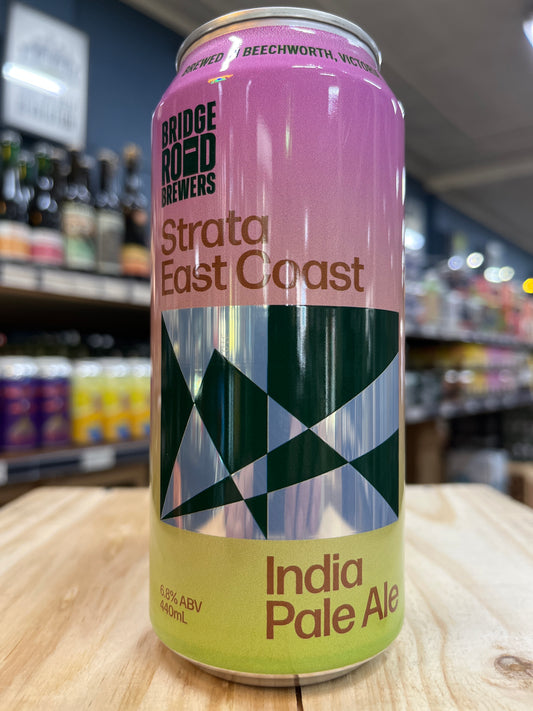 BREWED IN BEECHWORTH, VICTORIA
BRIDGE
ROAD
BREWERS
Strata
East Coast
India
Pale Ale
6.8% ABV
440mL